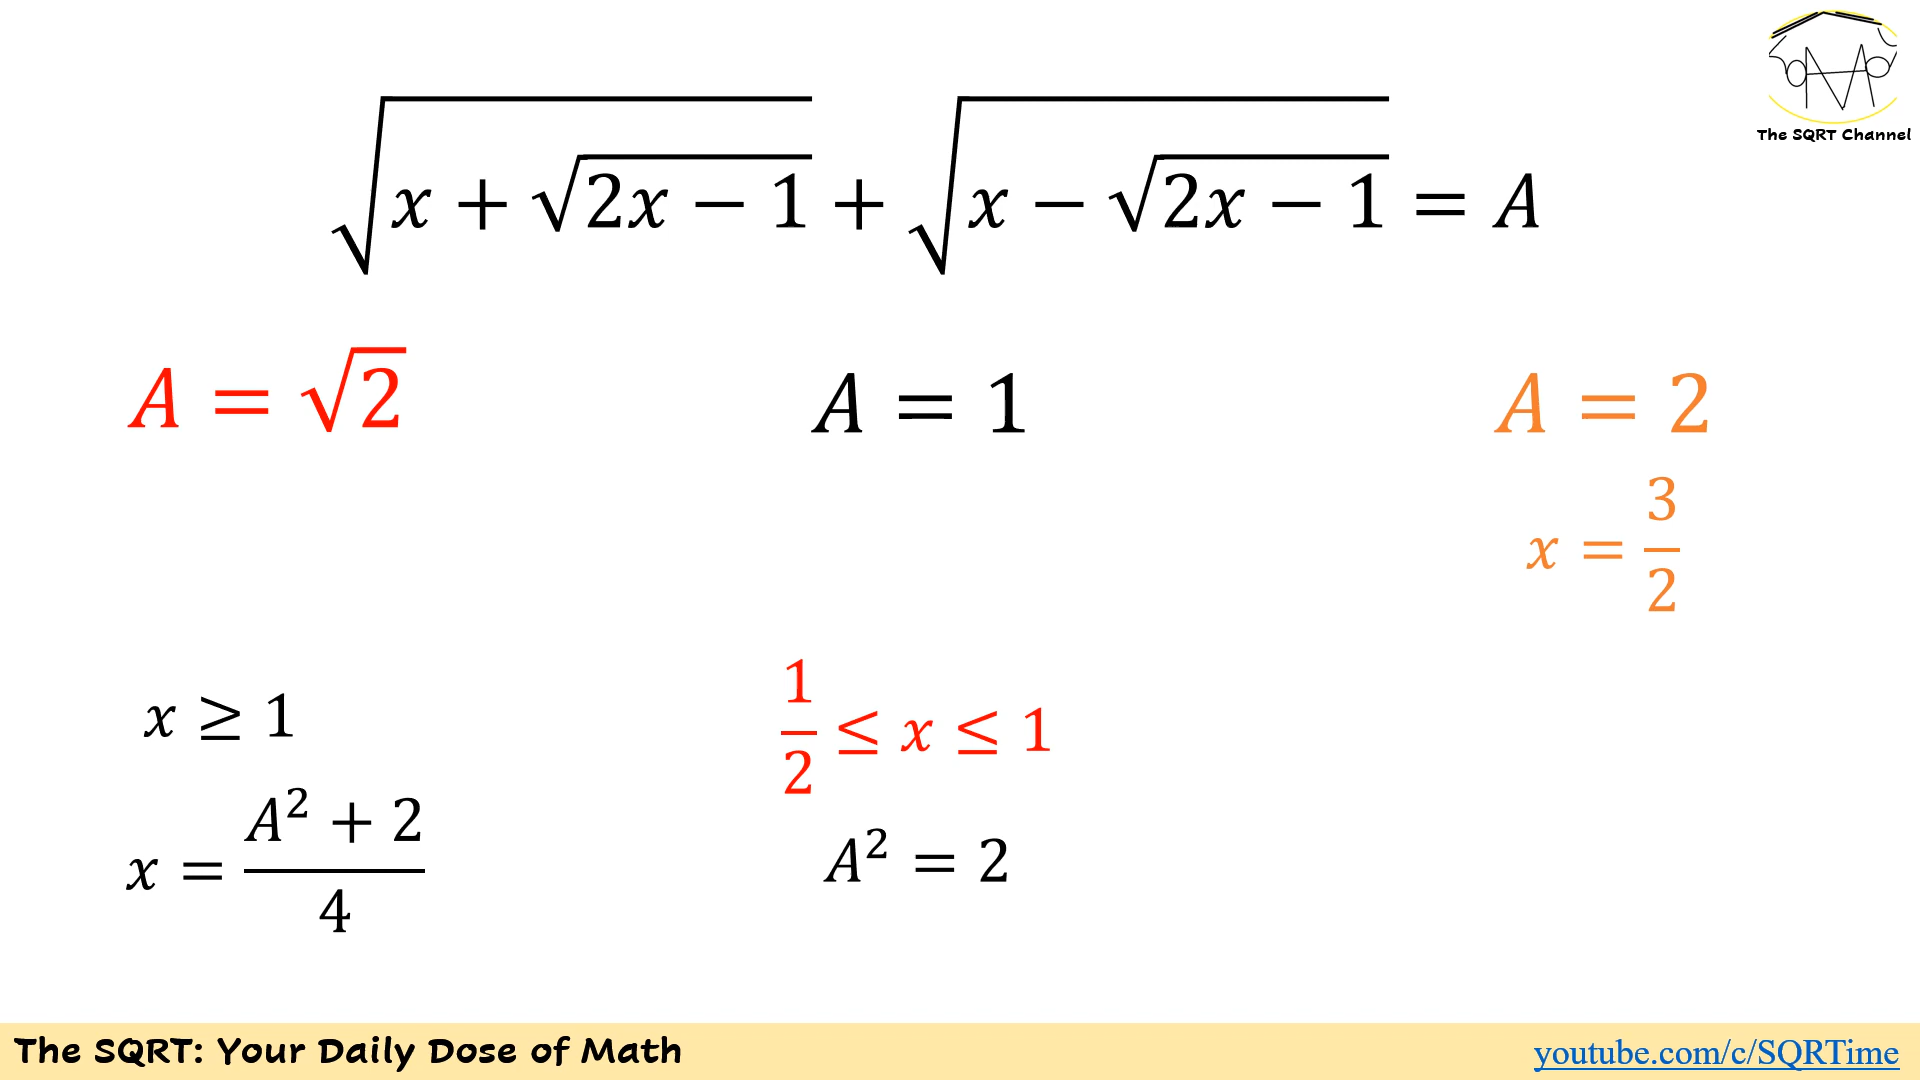 The SQRT Channel
√(x + √(2x − 1)) + √(x − √(2x − 1)) = A
A = √2
A = 1
A = 2
x = 3/2
x ≥ 1
1/2 ≤ x ≤ 1
x = (A² + 2)/4
A² = 2
The SQRT: Your Daily Dose of Math
youtube.com/c/SQRTime